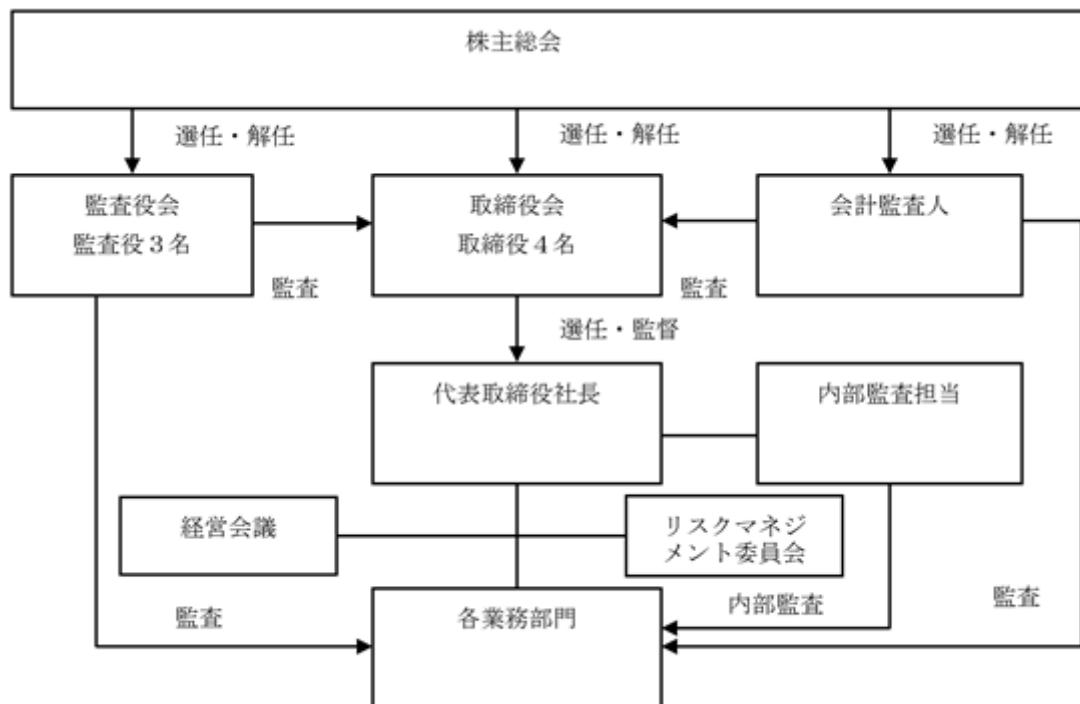 株主総会
選任・解任
選任・解任
選任・解任
監査役会
監査役３名
取締役会
取締役４名
会計監査人
監査
監査
選任・監督
代表取締役社長
内部監査担当
経営会議
リスクマネジ
メント委員会
監査
各業務部門
内部監査
監査